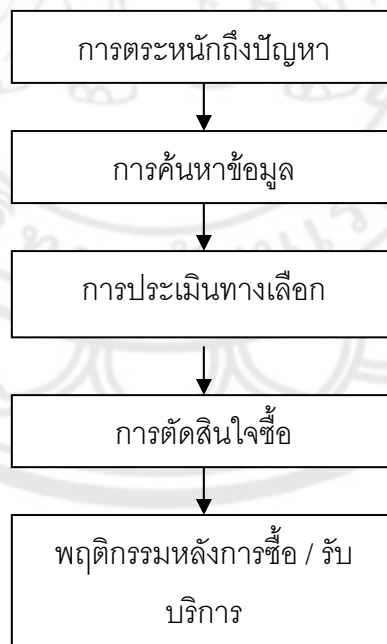 การตระหนักถึงปัญหา
การค้นหาข้อมูล
การประเมินทางเลือก
การตัดสินใจซื้อ
พฤติกรรมหลังการซื้อ / รับ
บริการ